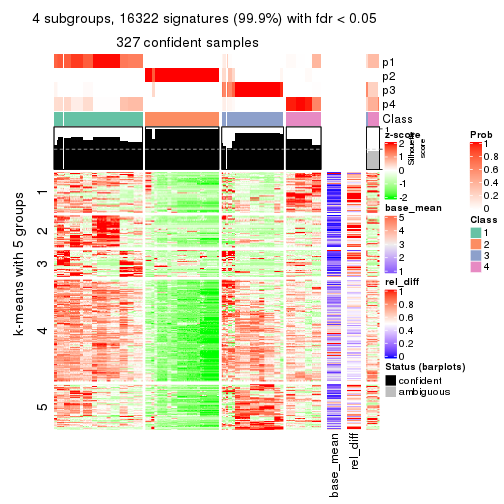 4 subgroups, 16322 signatures (99.9%) with fdr < 0.05
327 confident samples
p1
p2
p3
p4
Class
1
Silhouette score
k-means with 5 groups
1
2
3
4
5
base_mean
rel_diff
z-score
2
1
0
-1
-2
base_mean
5
4
3
2
1
rel_diff
1
0.8
0.6
0.4
0.2
0
Status (barplots)
confident
ambiguous
Prob
1
0.8
0.6
0.4
0.2
0
Class
1
2
3
4